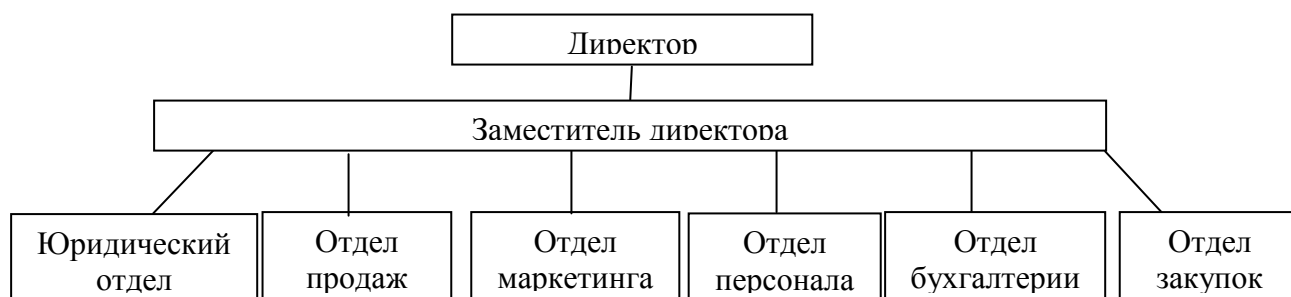 Директор
Заместитель директора
Юридический
отдел
Отдел
продаж
Отдел
маркетинга
Отдел
персонала
Отдел
бухгалтерии
Отдел
закупок